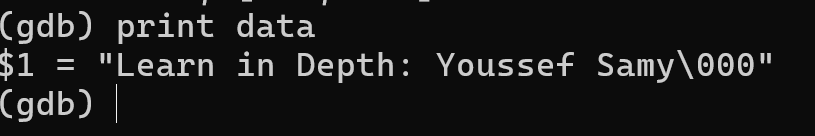 (gdb) print data
$1 = "Learn in Depth: Youssef Samy\000"
(gdb)